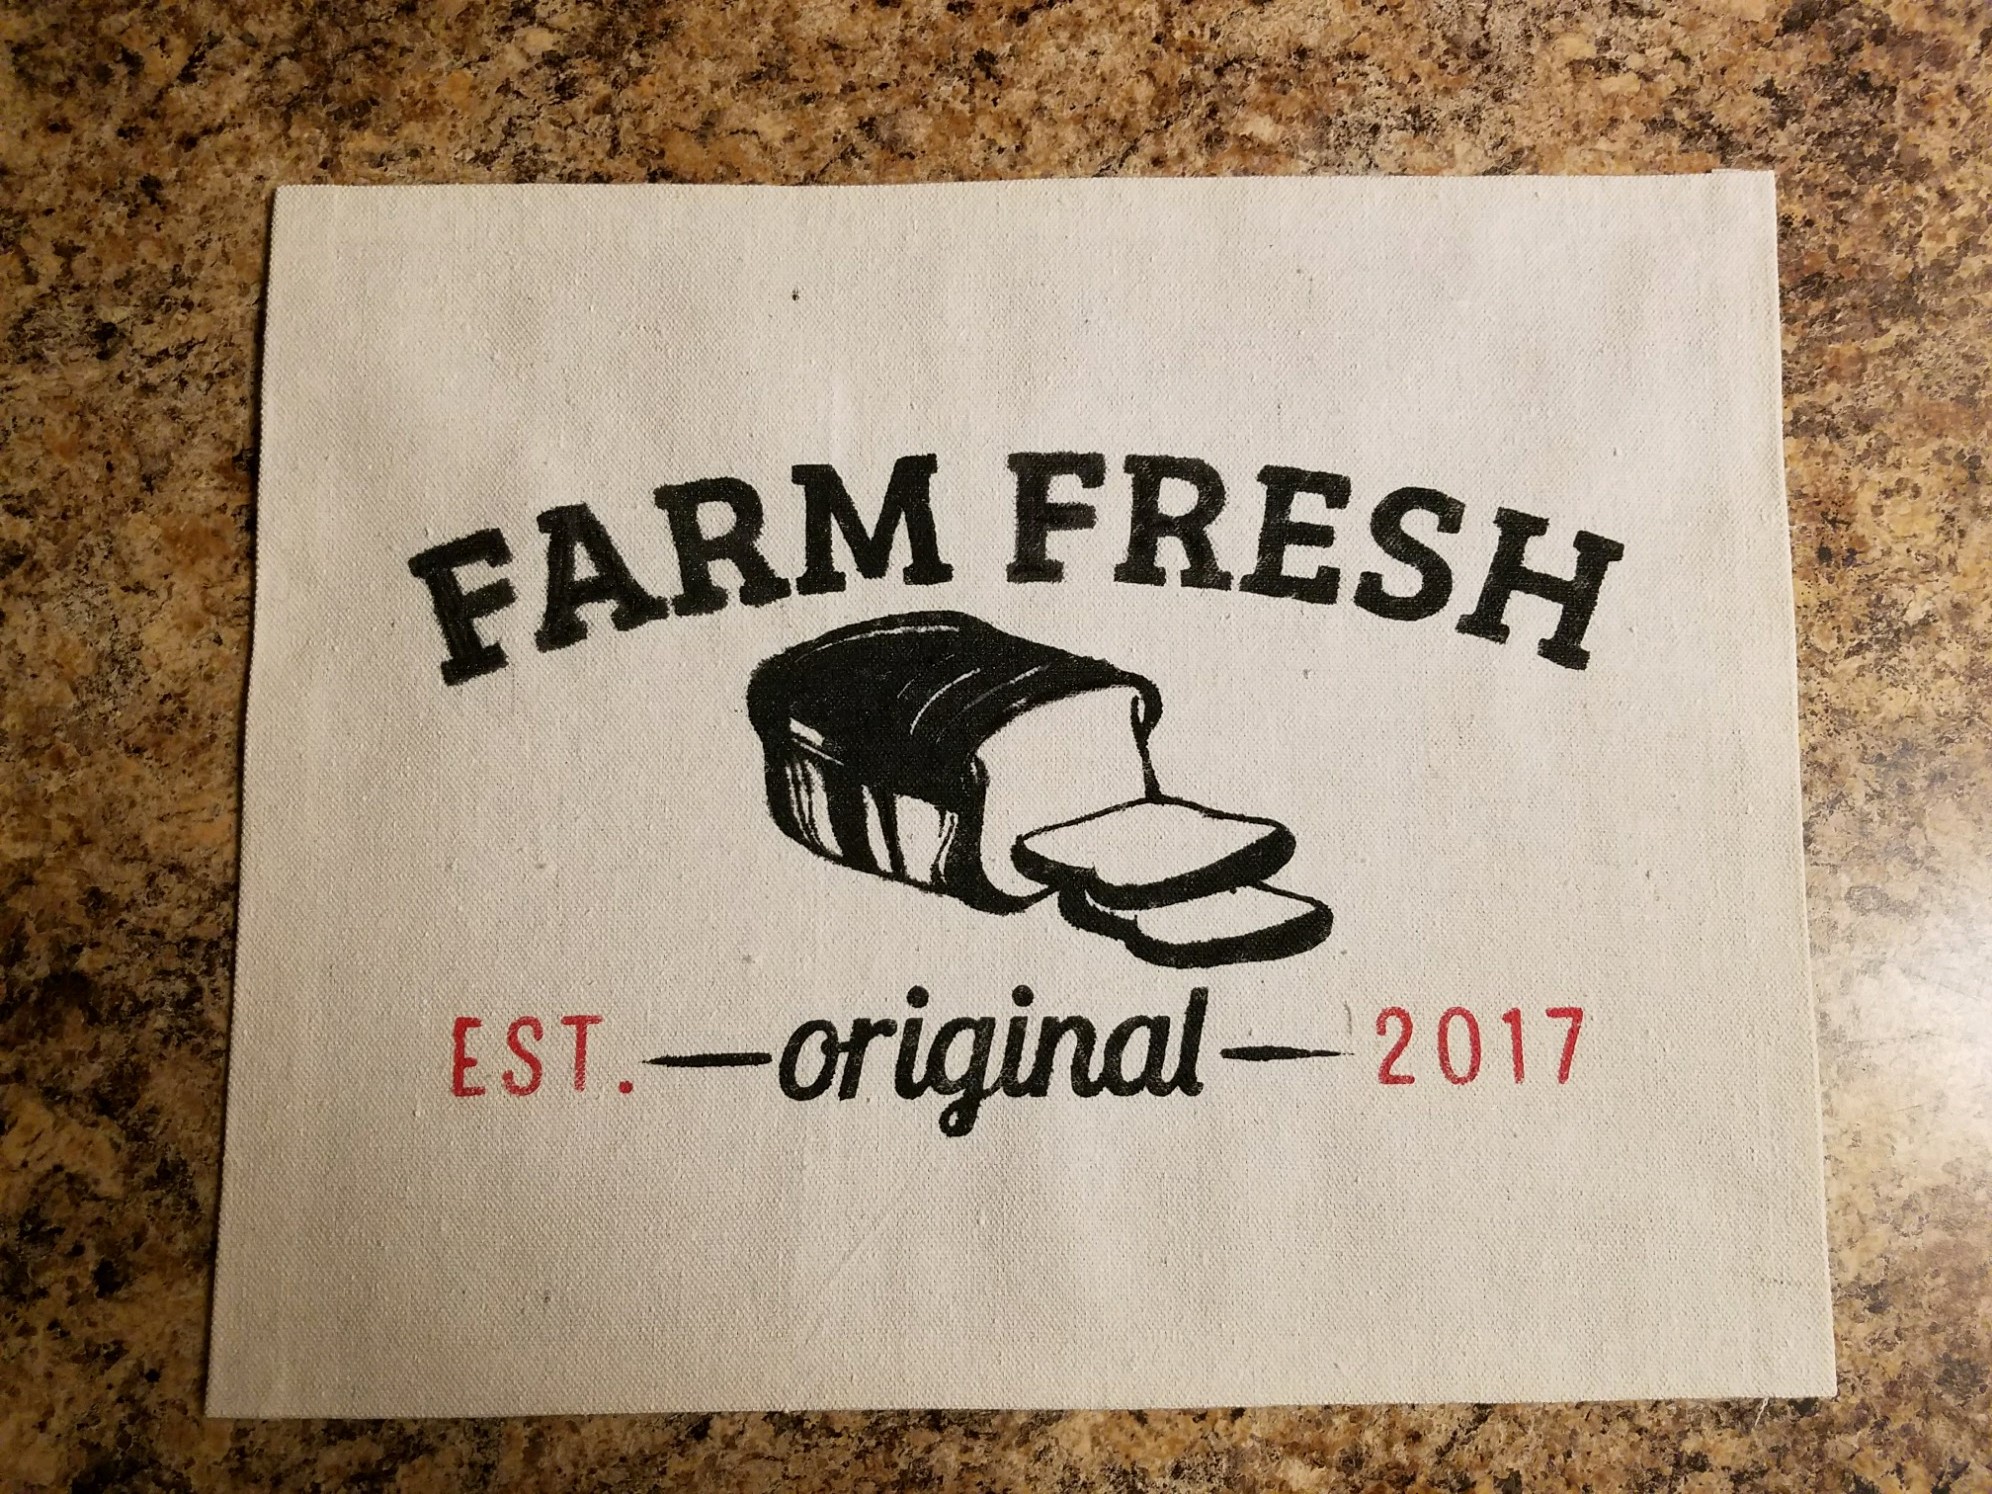 FARM FRESH
EST. — original — 2017